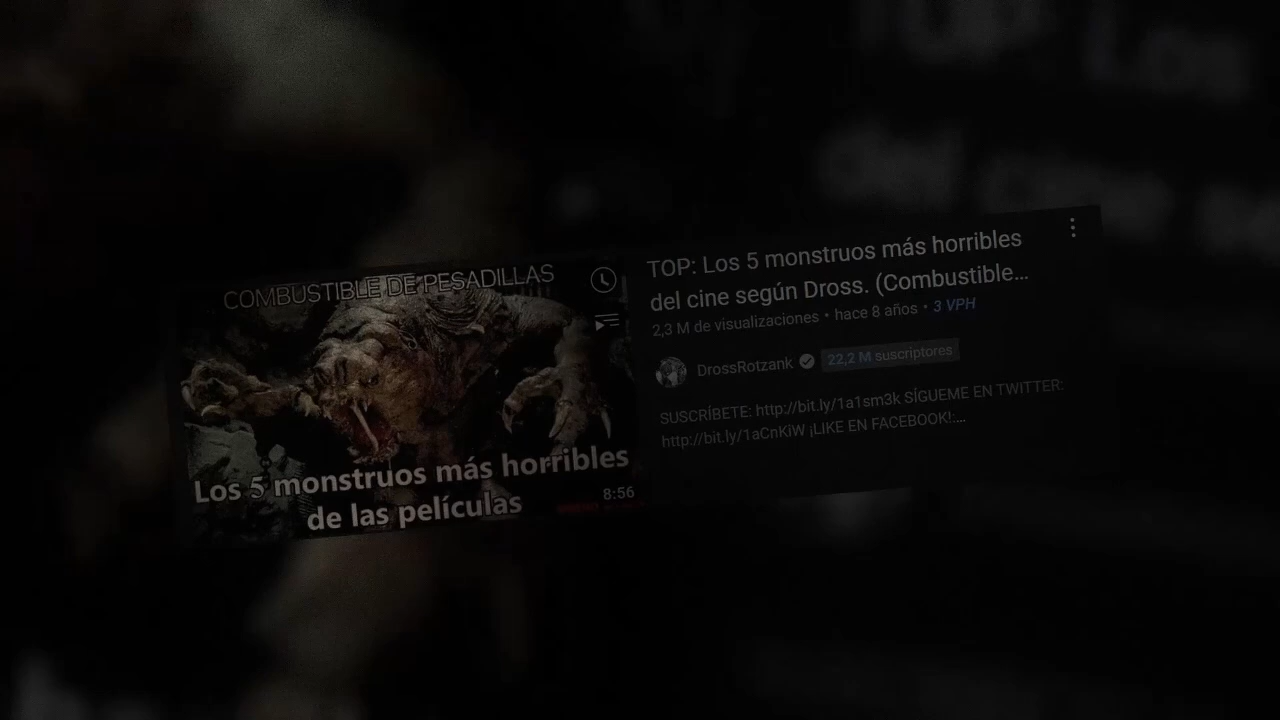 COMBUSTIBLE DE PESADILLAS
Los 5 monstruos más horribles
de las películas
8:56
TOP: Los 5 monstruos más horribles
del cine según Dross. (Combustible...
2,3 M de visualizaciones • hace 8 años • 3 VPH
DrossRotzank
22,2 M suscriptores
SUSCRÍBETE: http://bit.ly/1a1sm3k SÍGUEME EN TWITTER:
http://bit.ly/1aCnKiW ¡LIKE EN FACEBOOK!:...